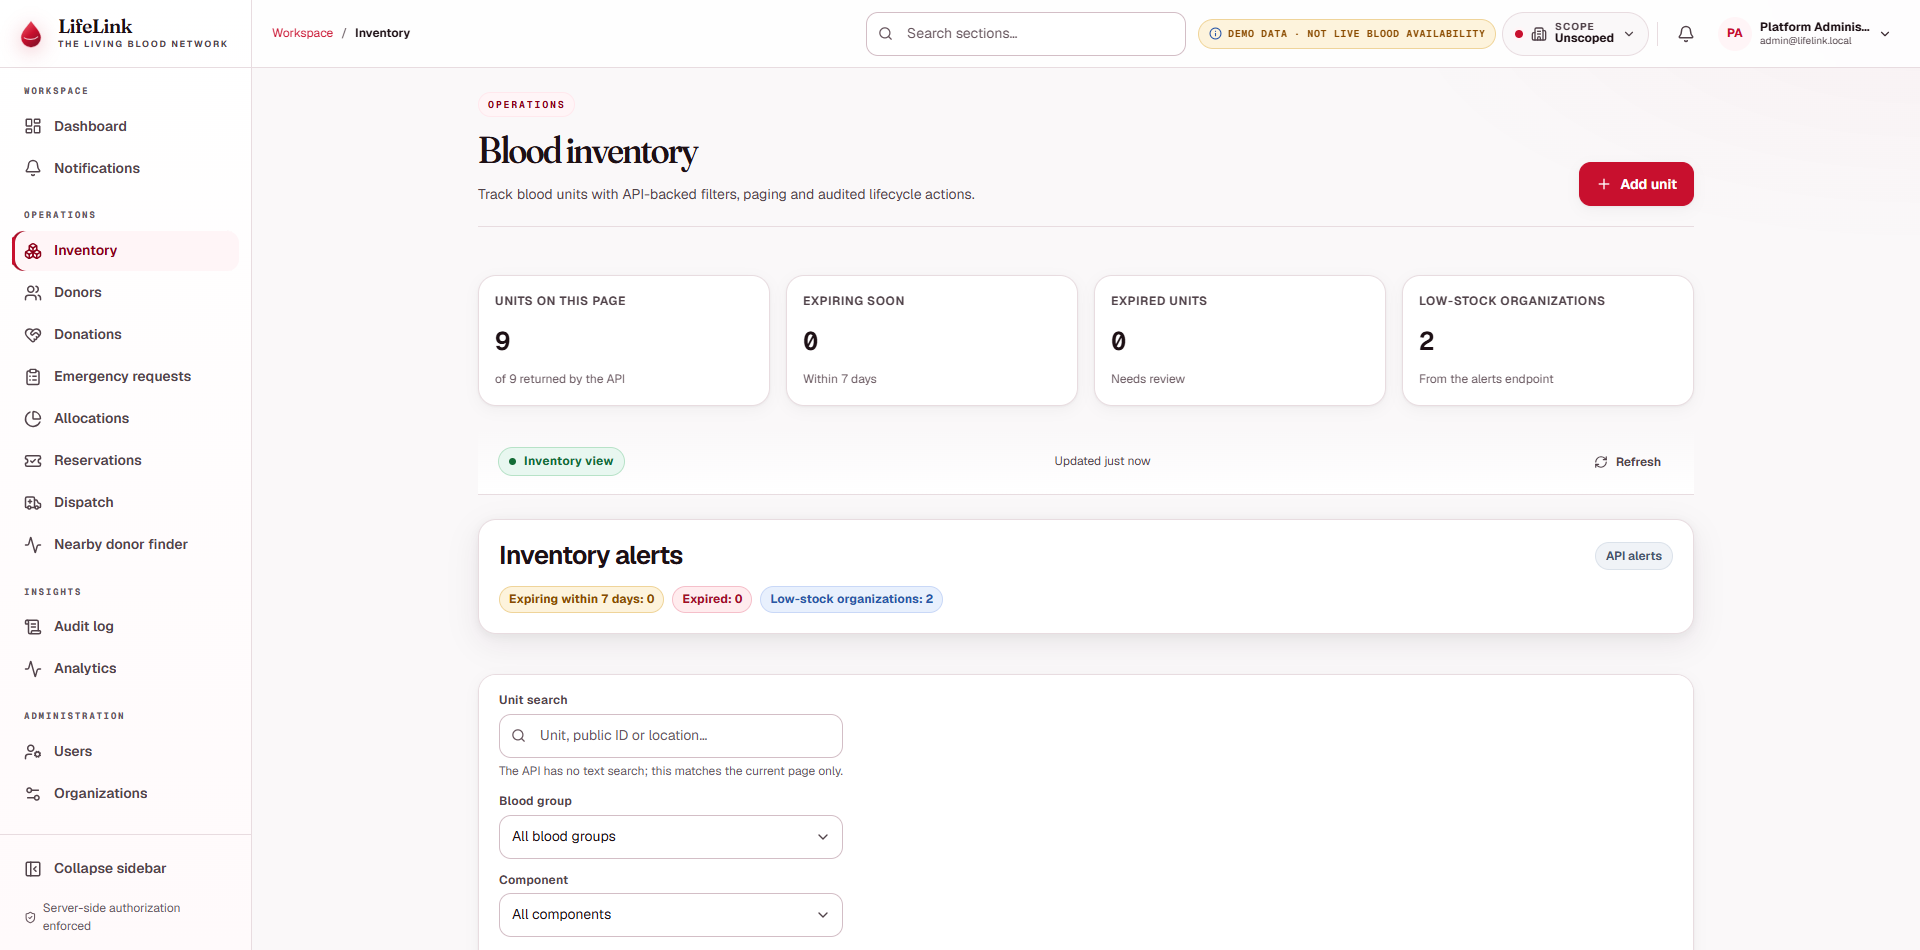 LifeLink
THE LIVING BLOOD NETWORK
Workspace / Inventory
Search sections...
DEMO DATA · NOT LIVE BLOOD AVAILABILITY
SCOPE
Unscoped
PA
Platform Adminis...
admin@lifelink.local
WORKSPACE
Dashboard
Notifications
OPERATIONS
Inventory
Donors
Donations
Emergency requests
Allocations
Reservations
Dispatch
Nearby donor finder
INSIGHTS
Audit log
Analytics
ADMINISTRATION
Users
Organizations
Collapse sidebar
Server-side authorization
enforced
OPERATIONS
Blood inventory
Track blood units with API-backed filters, paging and audited lifecycle actions.
Add unit
UNITS ON THIS PAGE
9
of 9 returned by the API
EXPIRING SOON
0
Within 7 days
EXPIRED UNITS
0
Needs review
LOW-STOCK ORGANIZATIONS
2
From the alerts endpoint
Inventory view
Updated just now
Refresh
Inventory alerts
API alerts
Expiring within 7 days: 0
Expired: 0
Low-stock organizations: 2
Unit search
Unit, public ID or location...
The API has no text search; this matches the current page only.
Blood group
All blood groups
Component
All components